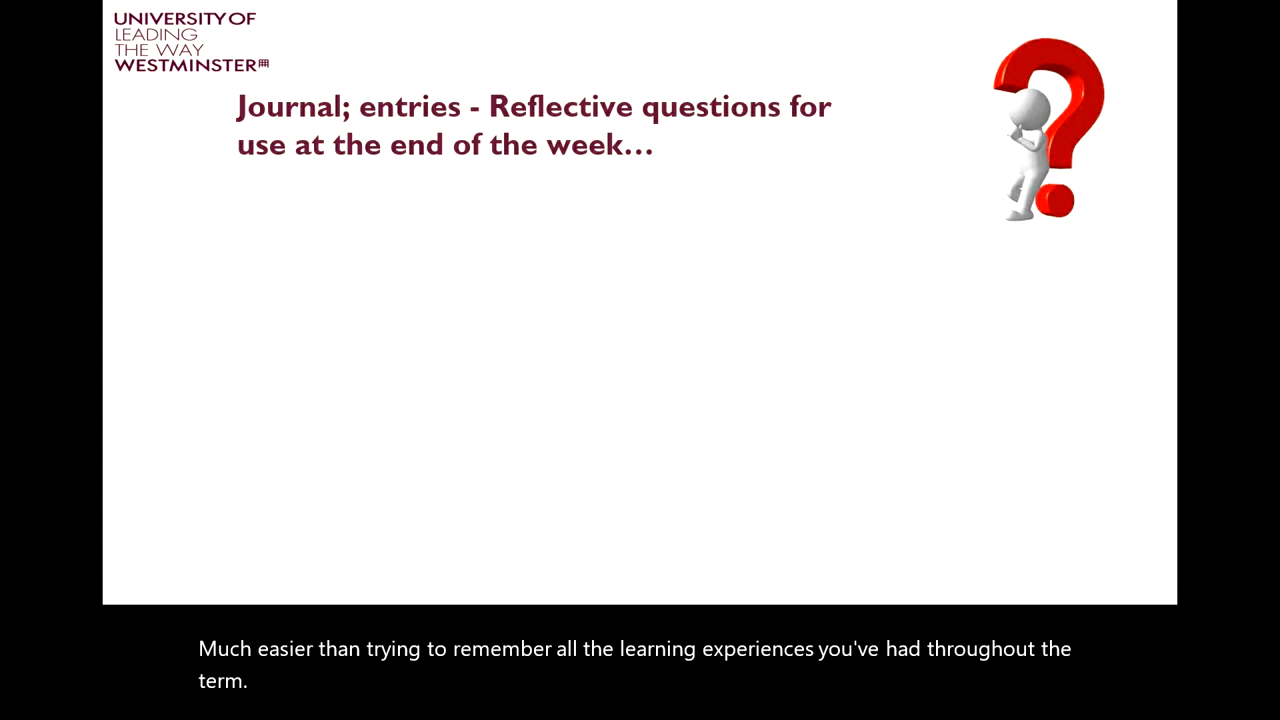 UNIVERSITY OF
LEADING
THE WAY
WESTMINSTER
Journal; entries - Reflective questions for
use at the end of the week…
Much easier than trying to remember all the learning experiences you've had throughout the
term.